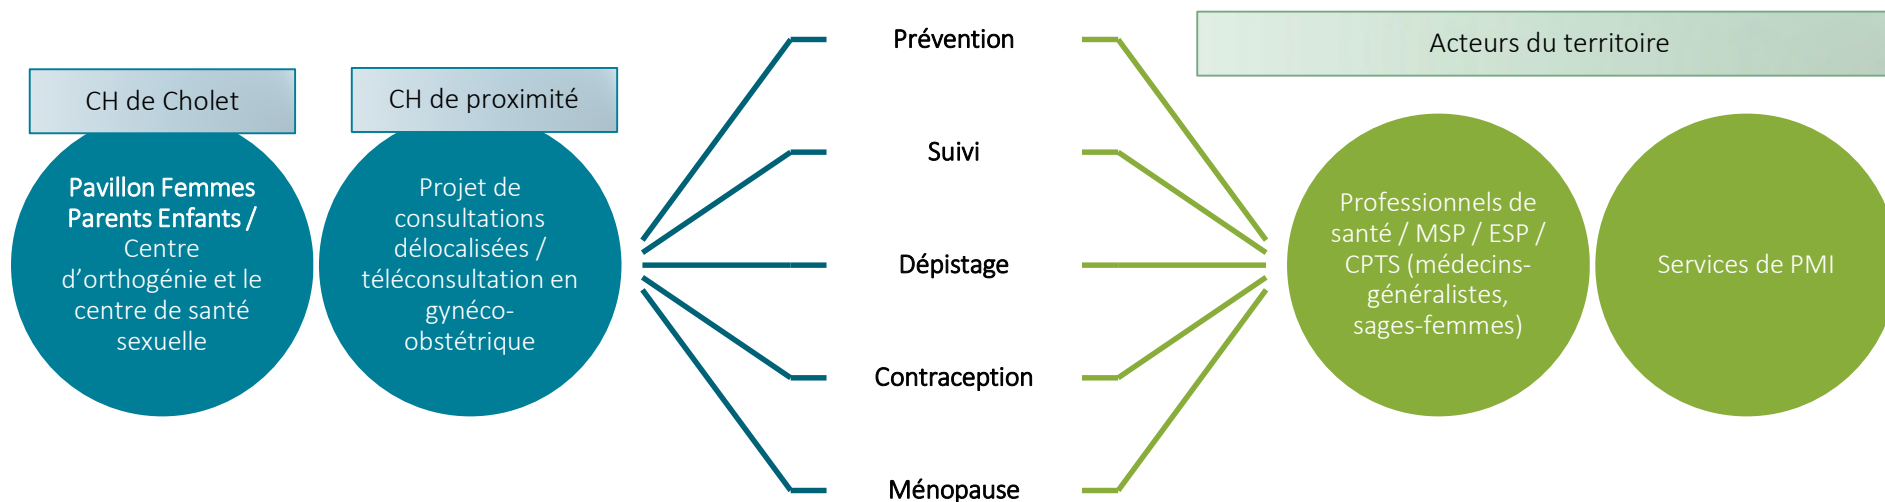 CH de Cholet
Pavillon Femmes
Parents Enfants /
Centre
d’orthogénie et le
centre de santé
sexuelle
CH de proximité
Projet de
consultations
délocalisées /
téléconsultation en
gynéco-
obstétrique
Prévention
Suivi
Dépistage
Contraception
Ménopause
Acteurs du territoire
Professionnels de
santé / MSP / ESP /
CPTS (médecins-
généralistes,
sages-femmes)
Services de PMI